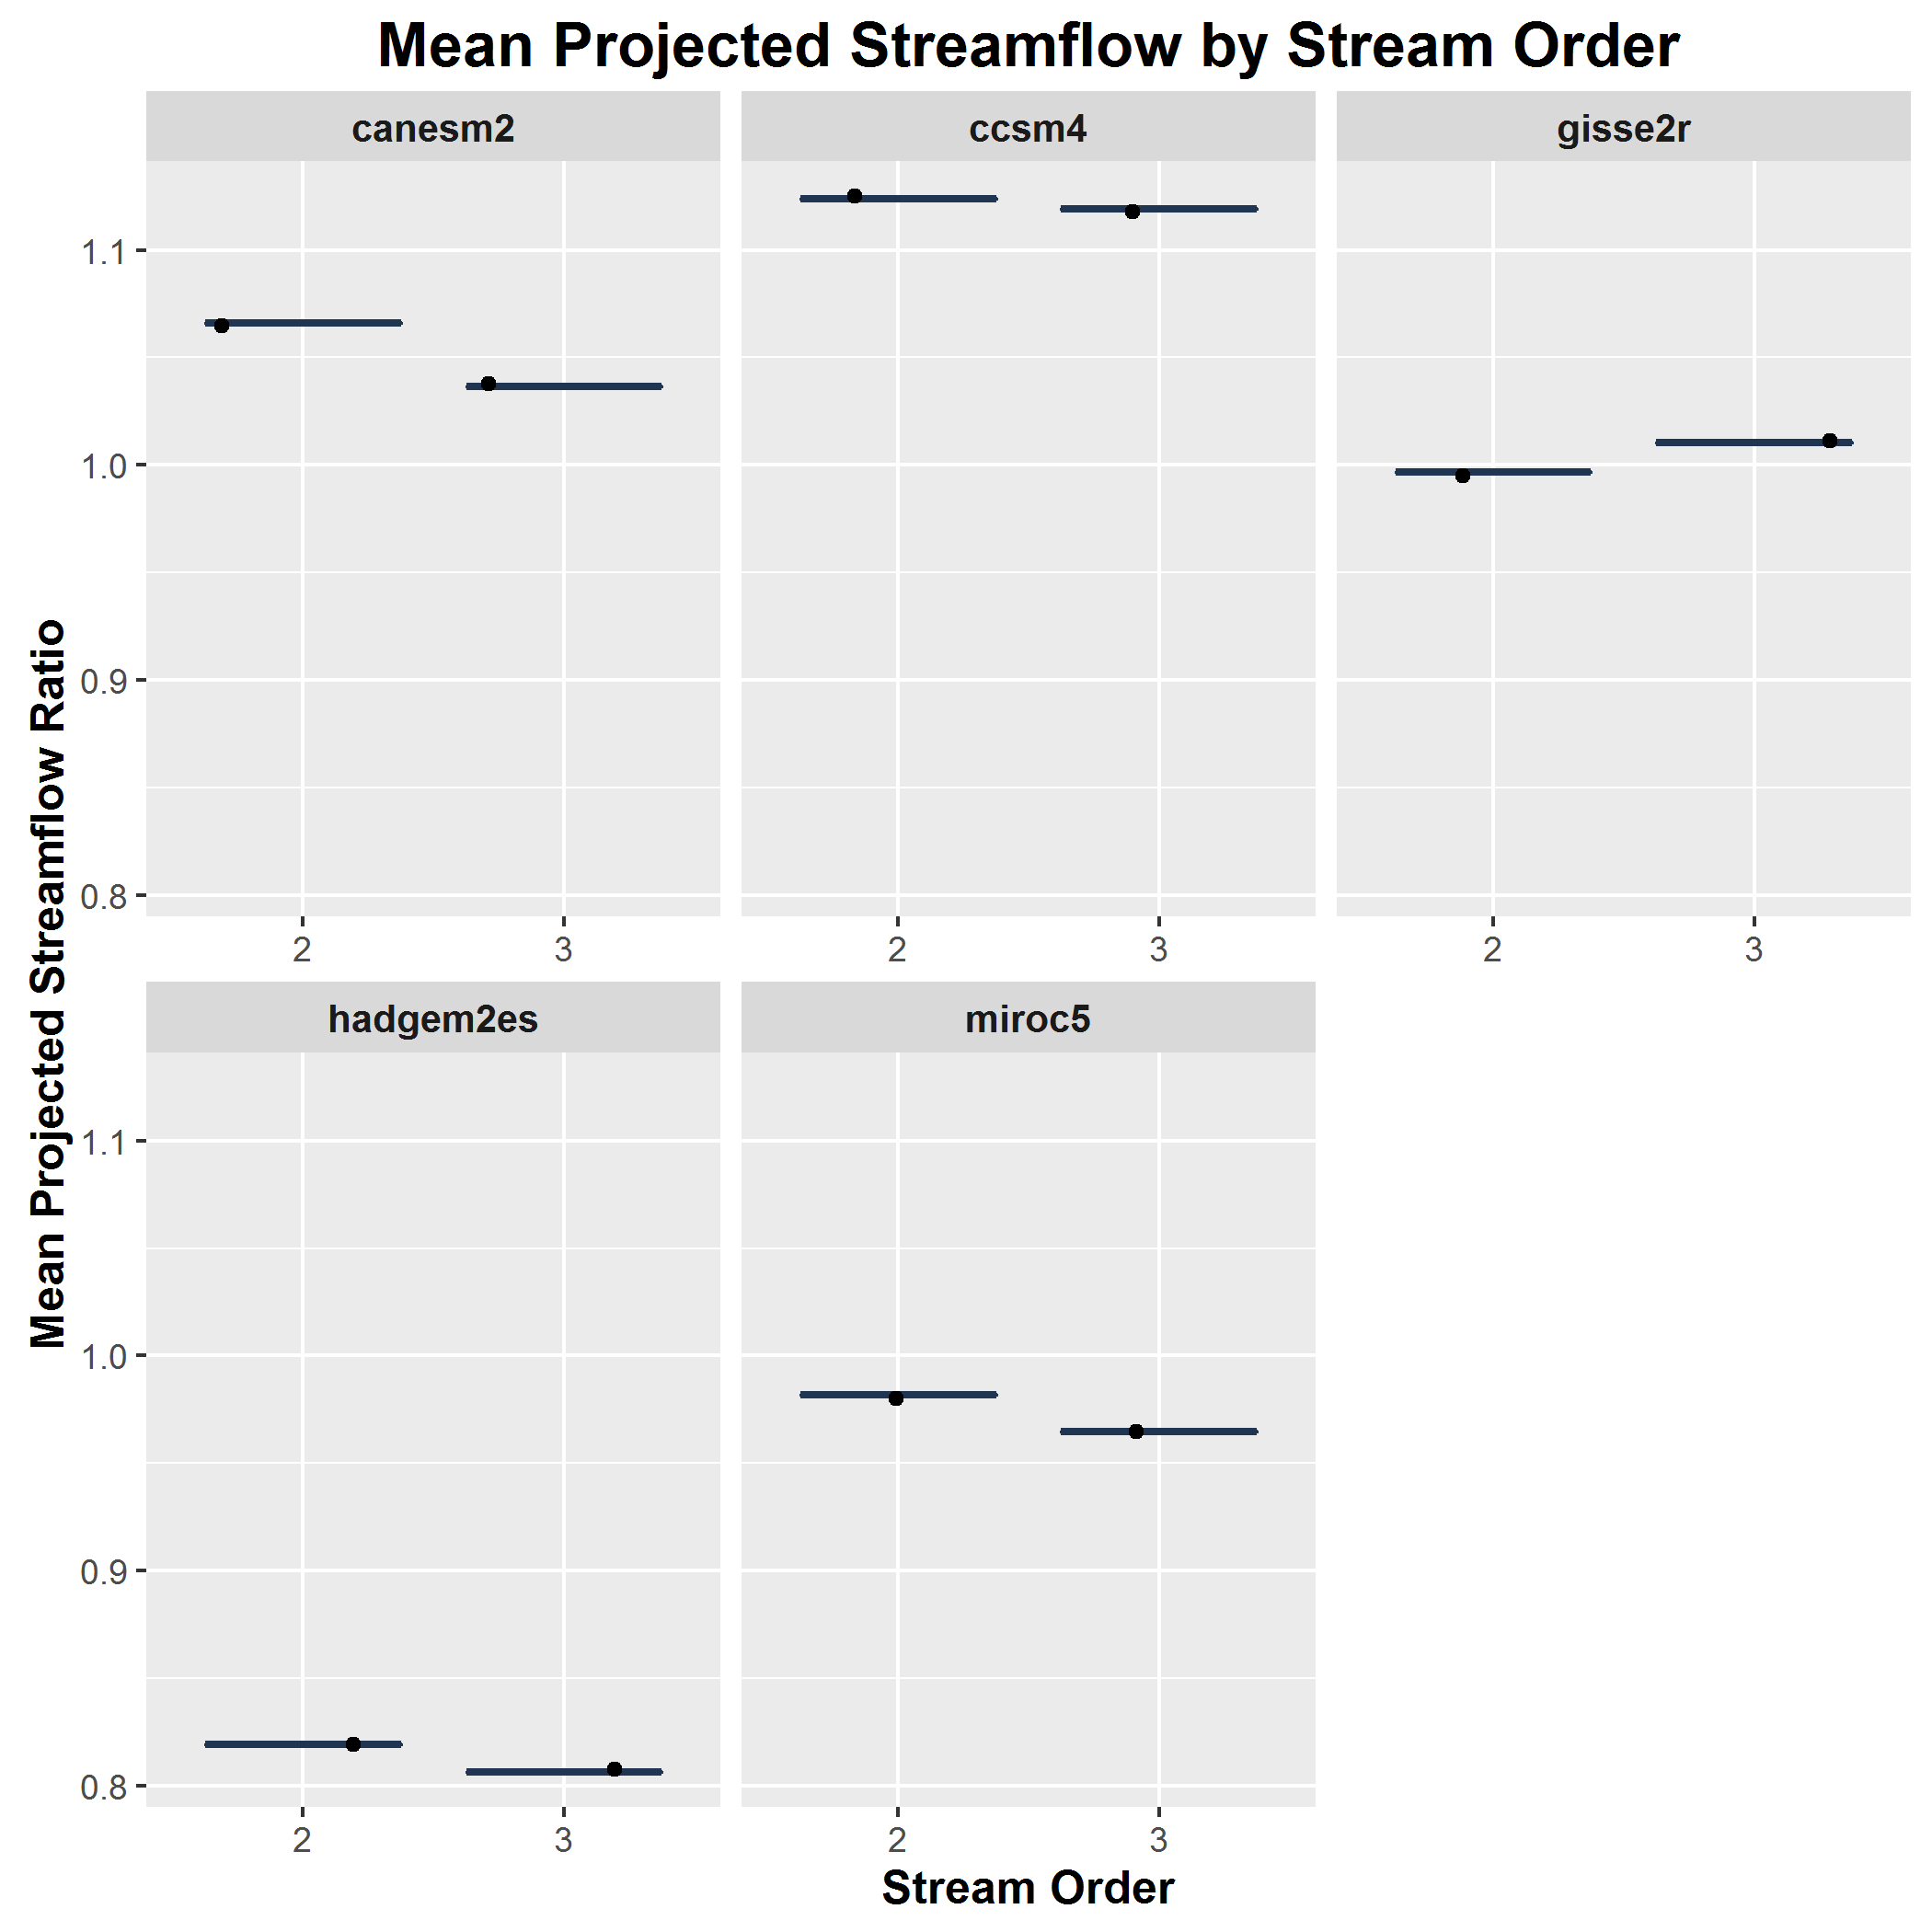 Mean Projected Streamflow by Stream Order
canesm2
ccsm4
gisse2r
1.1
1.0
0.9
0.8
2 3
2 3
2 3
hadgem2es
miroc5
1.1
1.0
0.9
0.8
2 3
2 3
Mean Projected Streamflow Ratio
Stream Order